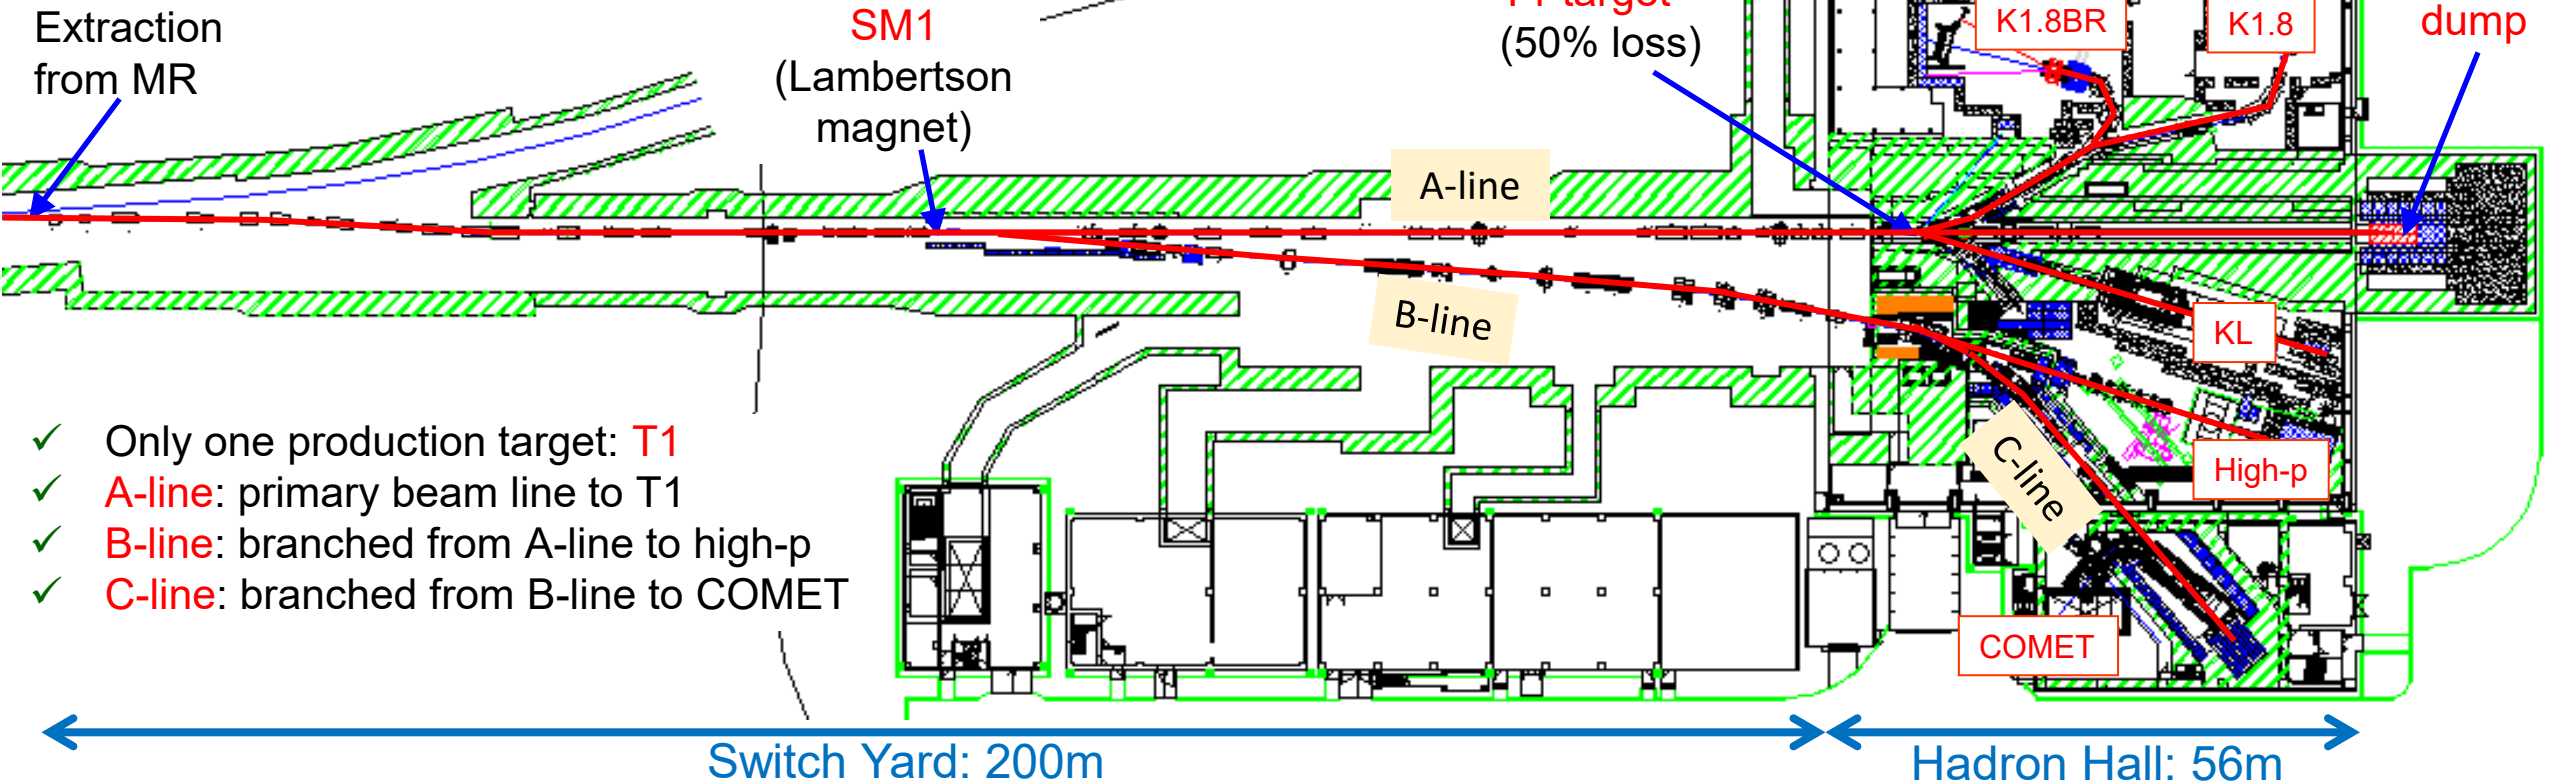 Extraction
from MR
SM1
(Lambertson
magnet)
T1 target
(50% loss)
K1.8BR
K1.8
dump
A-line
B-line
KL
High-p
C-line
COMET
✓ Only one production target: T1
✓ A-line: primary beam line to T1
✓ B-line: branched from A-line to high-p
✓ C-line: branched from B-line to COMET
Switch Yard: 200m
Hadron Hall: 56m